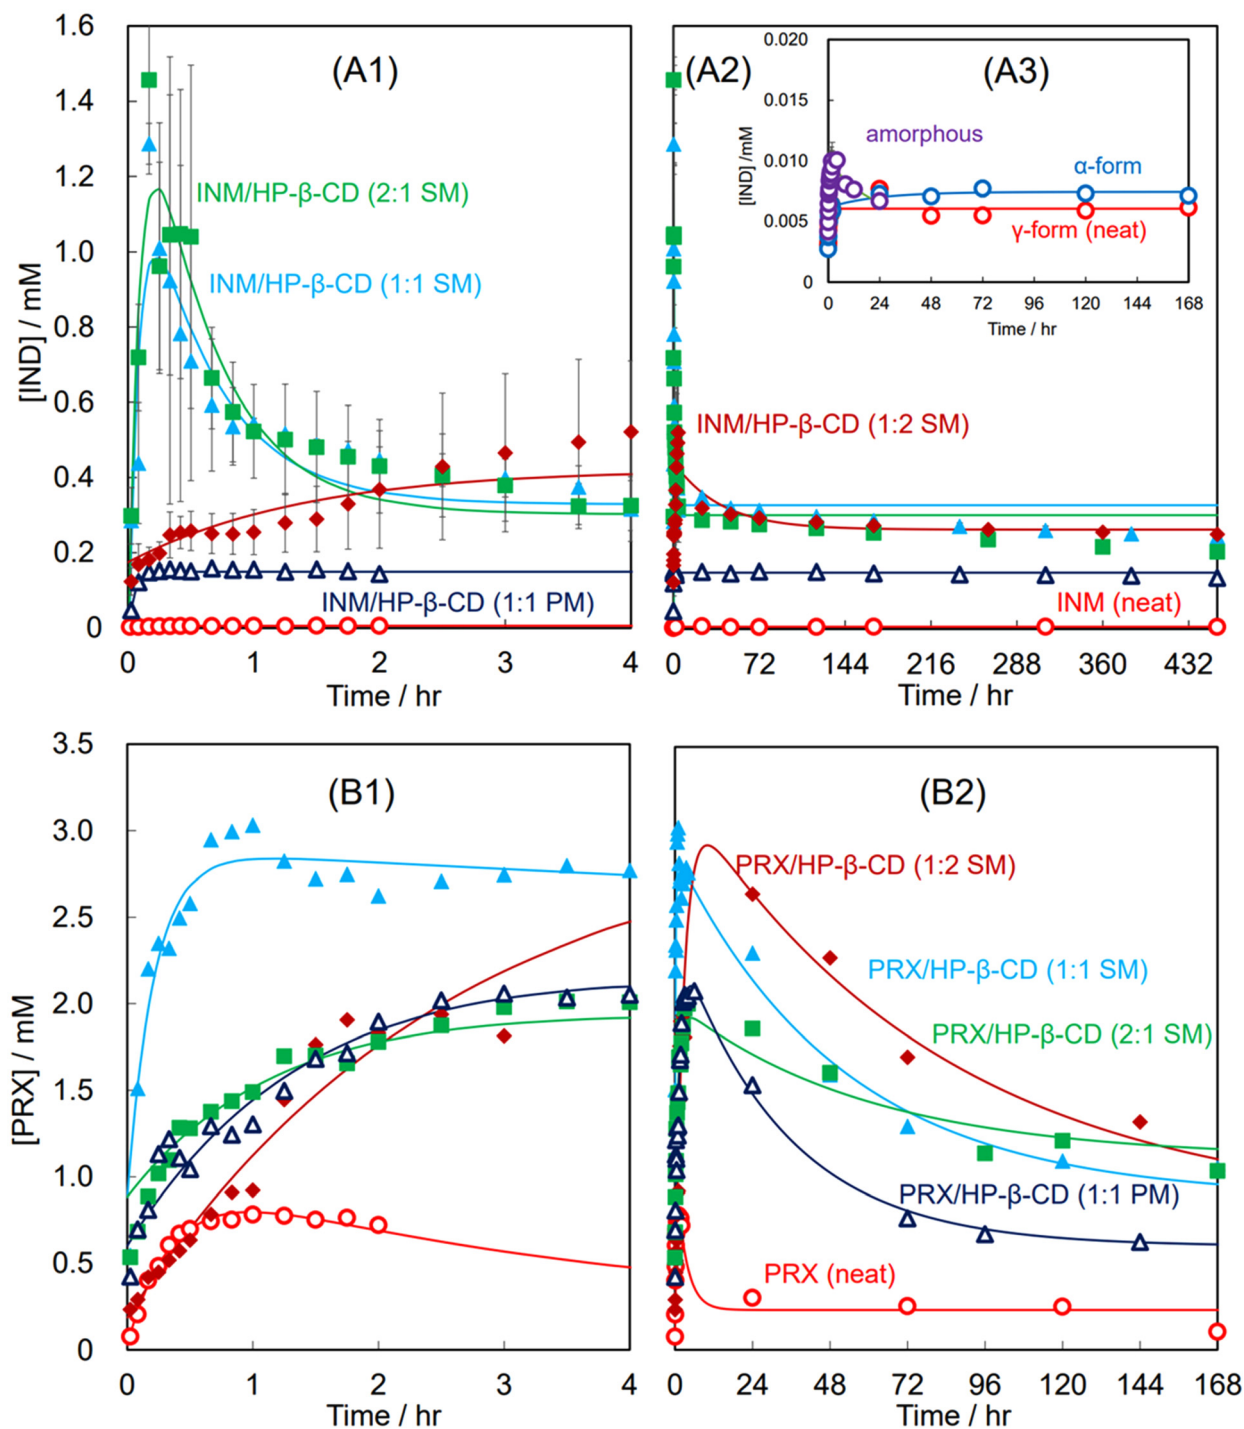 (A1)
1.6
1.4
1.2
1.0
0.8
0.6
0.4
0.2
0
[IND] / mM
INM/HP-β-CD (2:1 SM)
INM/HP-β-CD (1:1 SM)
INM/HP-β-CD (1:1 PM)
0 1 2 3 4
Time / hr
(A2)
INM/HP-β-CD (1:2 SM)
INM (neat)
0 72 144 216 288 360 432
Time / hr
(A3)
0.020
0.015
0.010
0.005
0
[IND] /mM
amorphous
α-form
γ-form (neat)
0 24 48 72 96 120 144 168
Time / hr
(B1)
3.5
3.0
2.5
2.0
1.5
1.0
0.5
0
[PRX] / mM
0 1 2 3 4
Time / hr
(B2)
PRX/HP-β-CD (1:2 SM)
PRX/HP-β-CD (1:1 SM)
PRX/HP-β-CD (2:1 SM)
PRX/HP-β-CD (1:1 PM)
PRX (neat)
0 24 48 72 96 120 144 168
Time / hr